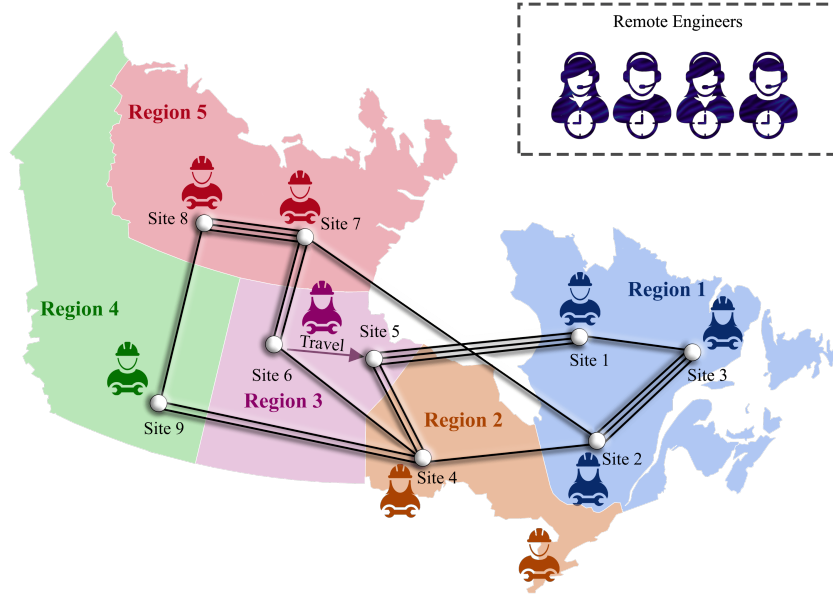 Remote Engineers
Region 5
Site 8
Site 7
Region 4
Region 1
Site 5
Site 1
Travel
Site 3
Site 6
Region 3
Region 2
Site 9
Site 4
Site 2